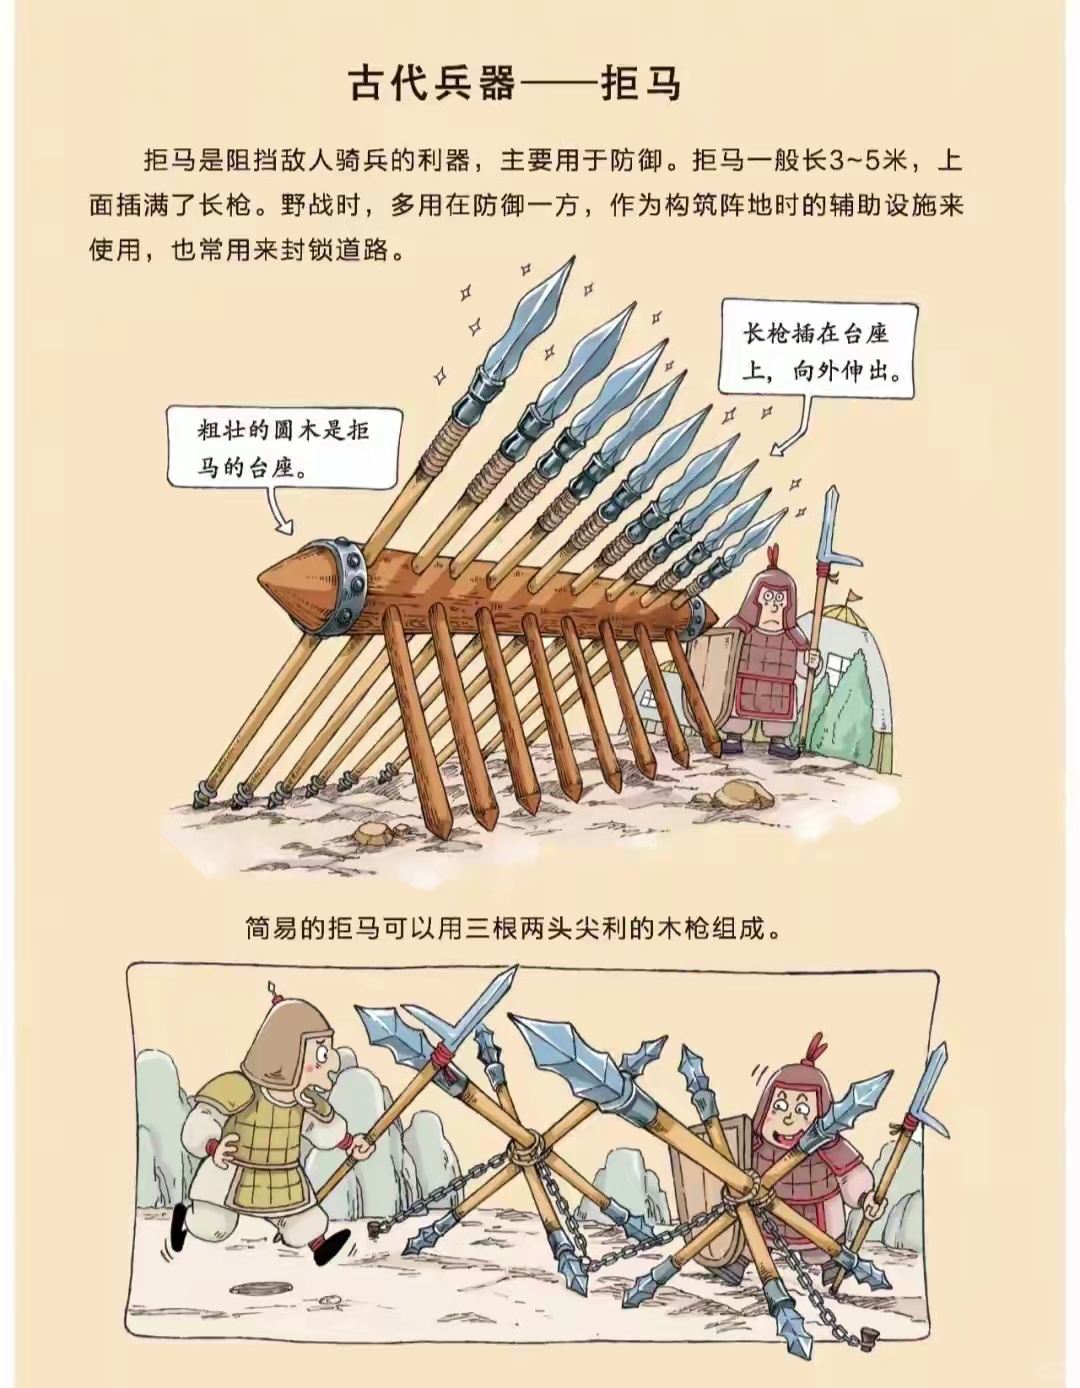 古代兵器——拒马
拒马是阻挡敌人骑兵的利器，主要用于防御。拒马一般长3~5米，上
面插满了长枪。野战时，多用在防御一方，作为构筑阵地时的辅助设施来
使用，也常用来封锁道路。
长枪插在台座
上，向外伸出。
粗壮的圆木是拒
马的台座。
简易的拒马可以用三根两头尖利的木枪组成。